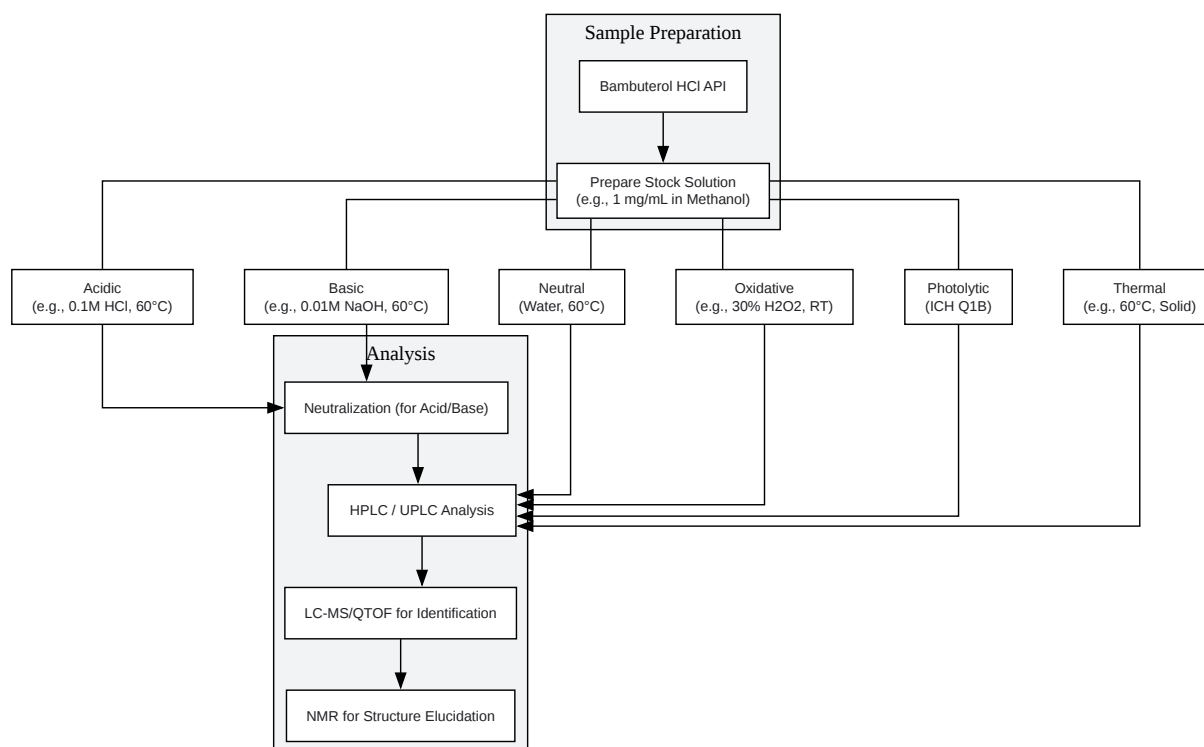 Sample Preparation
Bambuterol HCl API
Prepare Stock Solution
(e.g., 1 mg/mL in Methanol)
Acidic
(e.g., 0.1M HCl, 60°C)
Basic
(e.g., 0.01M NaOH, 60°C)
Neutral
(Water, 60°C)
Oxidative
(e.g., 30% H2O2, RT)
Photolytic
(ICH Q1B)
Thermal
(e.g., 60°C, Solid)
Analysis
Neutralization (for Acid/Base)
HPLC / UPLC Analysis
LC-MS/QTOF for Identification
NMR for Structure Elucidation